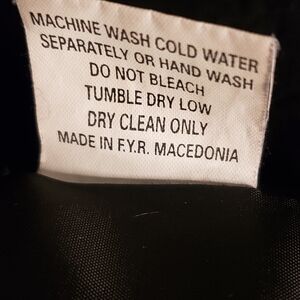 MACHINE WASH COLD WATER
SEPARATELY OR HAND WASH
DO NOT BLEACH
TUMBLE DRY LOW
DRY CLEAN ONLY
MADE IN F.Y.R. MACEDONIA